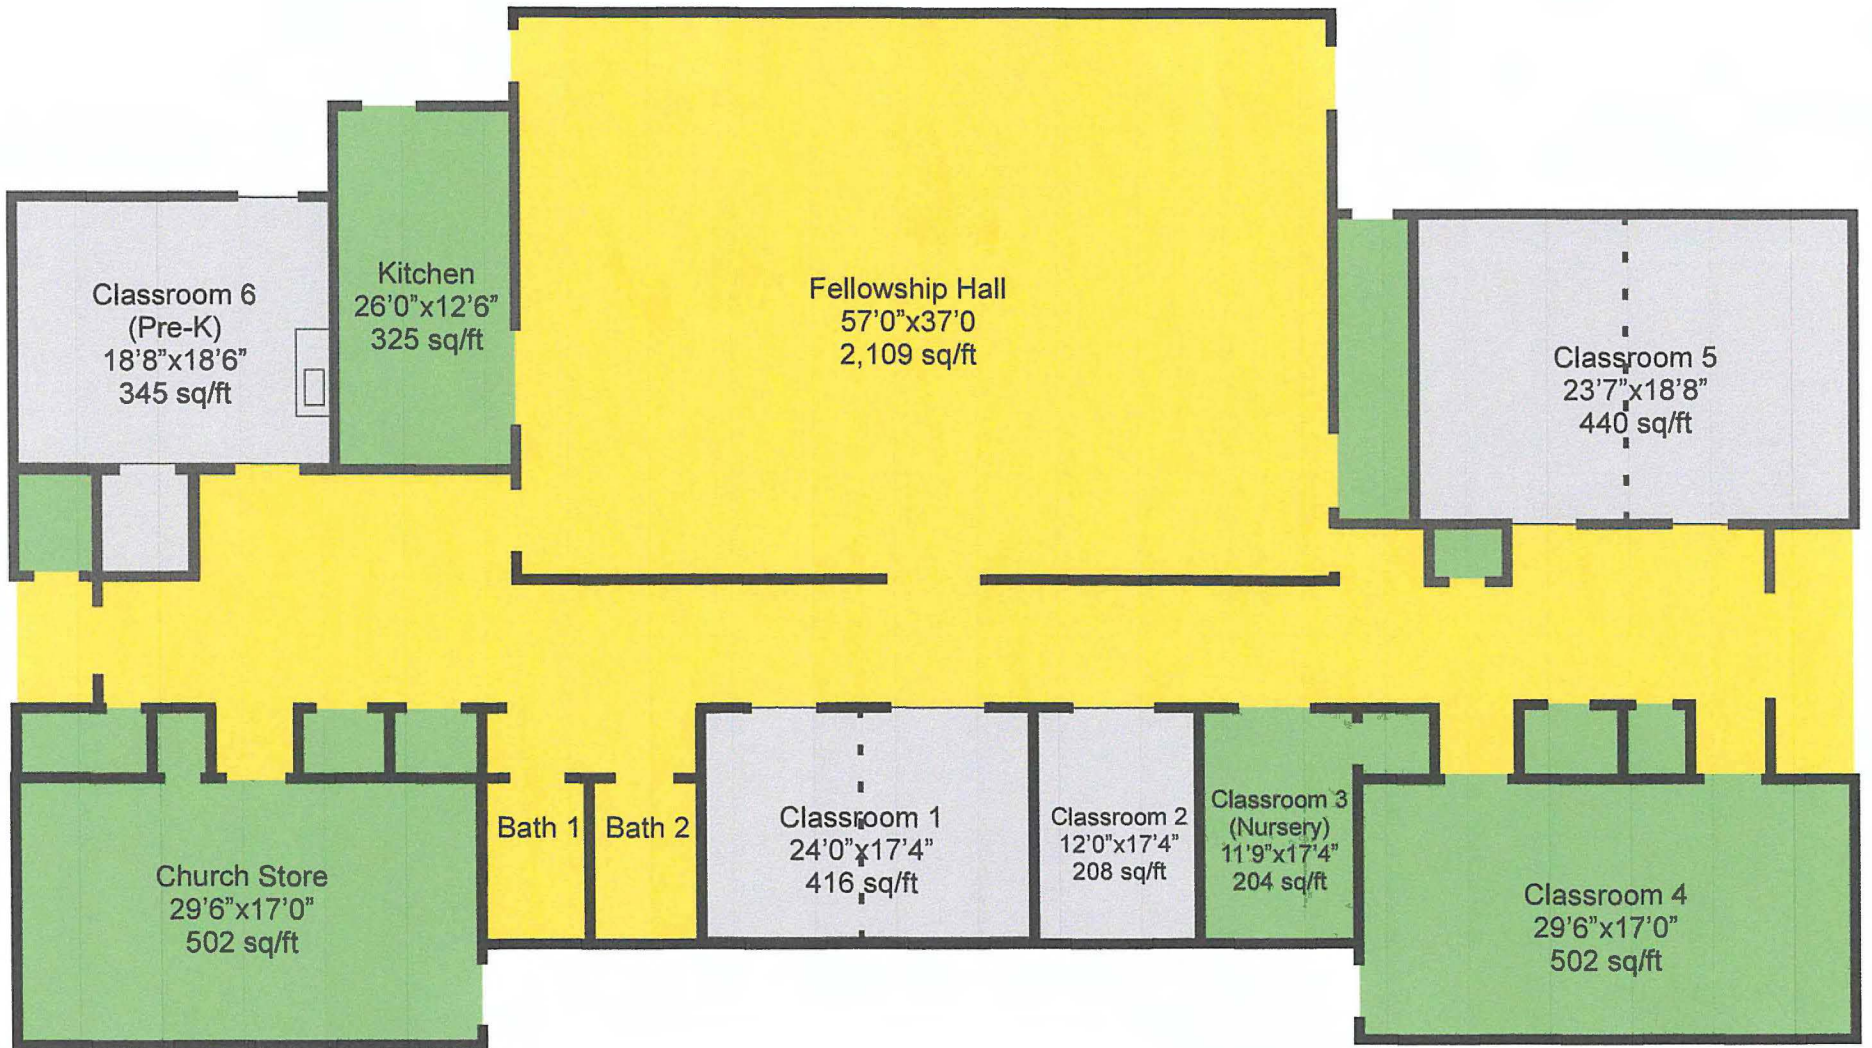 Fellowship Hall
57’0”x37’0
2,109 sq/ft
Kitchen
26’0”x12’6”
325 sq/ft
Classroom 6
(Pre-K)
18’8”x18’6”
345 sq/ft
Classroom 5
23’7”x18’8”
440 sq/ft
Church Store
29’6”x17’0”
502 sq/ft
Bath 1
Bath 2
Classroom 1
24’0”x17’4”
416 sq/ft
Classroom 2
12’0”x17’4”
208 sq/ft
Classroom 3
(Nursery)
11’9”x17’4”
204 sq/ft
Classroom 4
29’6”x17’0”
502 sq/ft